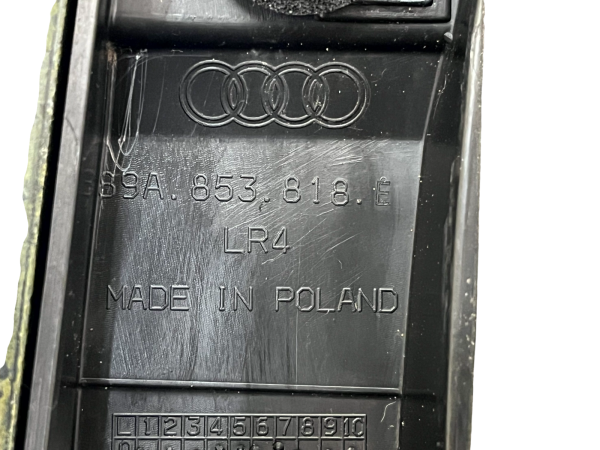 89A.853.818.E
LR4
MADE IN POLAND
L 1 2 3 4 5 6 7 8 9 10